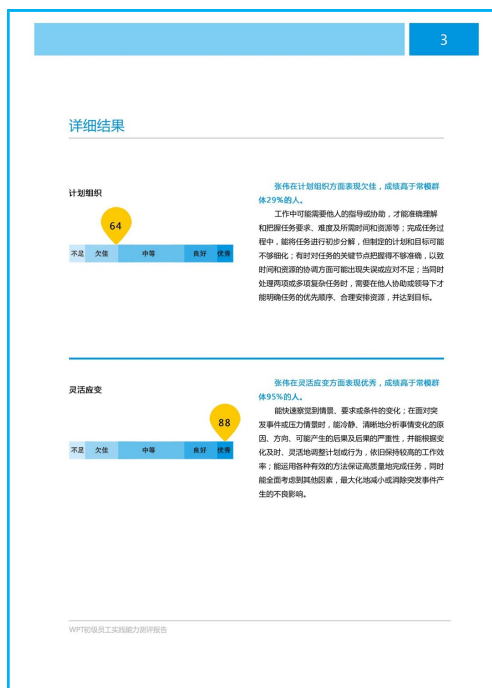 3
详细结果
计划组织
64
不足 欠佳 中等 良好 优秀
张伟在计划组织方面表现欠佳，成绩高于常模群
体29%的人。
工作中可能需要他人的指导或协助，才能准确理解
和把握任务要求、难度及所需时间和资源等；完成任务过
程中，能将任务进行初步分解，但制定的计划和目标可能
不够细化；有时对任务的关键节点把握得不够准确，以致
时间和资源的协调方面可能出现失误或应对不足；当同时
处理两项或多项复杂任务时，需要在他人协助或领导下才
能明确任务的优先顺序、合理安排资源，并达到目标。
灵活应变
88
不足 欠佳 中等 良好 优秀
张伟在灵活应变方面表现优秀，成绩高于常模群
体95%的人。
能快速察觉到情景、要求或条件的变化；在面对突
发事件或压力情景时，能冷静、清晰地分析事情变化的原
因、方向、可能产生的后果及后果的严重性，并能根据变
化及时、灵活地调整计划或行为，依旧保持较高的工作效
率；能运用各种有效的方法保证高质量地完成任务，同时
能全面考虑到其他因素，最大化地减小或消除突发事件产
生的不良影响。
WPT初级员工实践能力测评报告